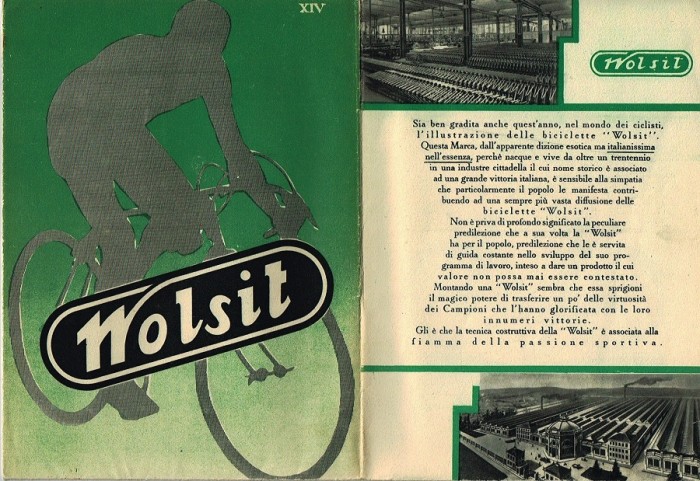 XIV
Wolsit
Wolsit
Sia ben gradita anche quest'anno, nel mondo dei ciclisti,
l'illustrazione delle biciclette "Wolsit".
Questa Marca, dall'apparente dizione esotica ma italianissima
nell'essenza, perchè nacque e vive da oltre un trentennio
in una industre cittadella il cui nome storico è associato
ad una grande vittoria italiana, è sensibile alla simpatia
che particolarmente il popolo le manifesta contri-
buendo ad una sempre più vasta diffusione delle
biciclette "Wolsit".
Non è priva di profondo significato la peculiare
predilezione che a sua volta la "Wolsit"
ha per il popolo, predilezione che le è servita
di guida costante nello sviluppo del suo pro-
gramma di lavoro, inteso a dare un prodotto il cui
valore non possa mai essere contestato.
Montando una "Wolsit" sembra che essa sprigioni
il magico potere di trasferire un po' delle virtuosità
dei Campioni che l'hanno glorificata con le loro
innumeri vittorie.
Gli è che la tecnica costruttiva della "Wolsit" è associata alla
fiamma della passione sportiva.